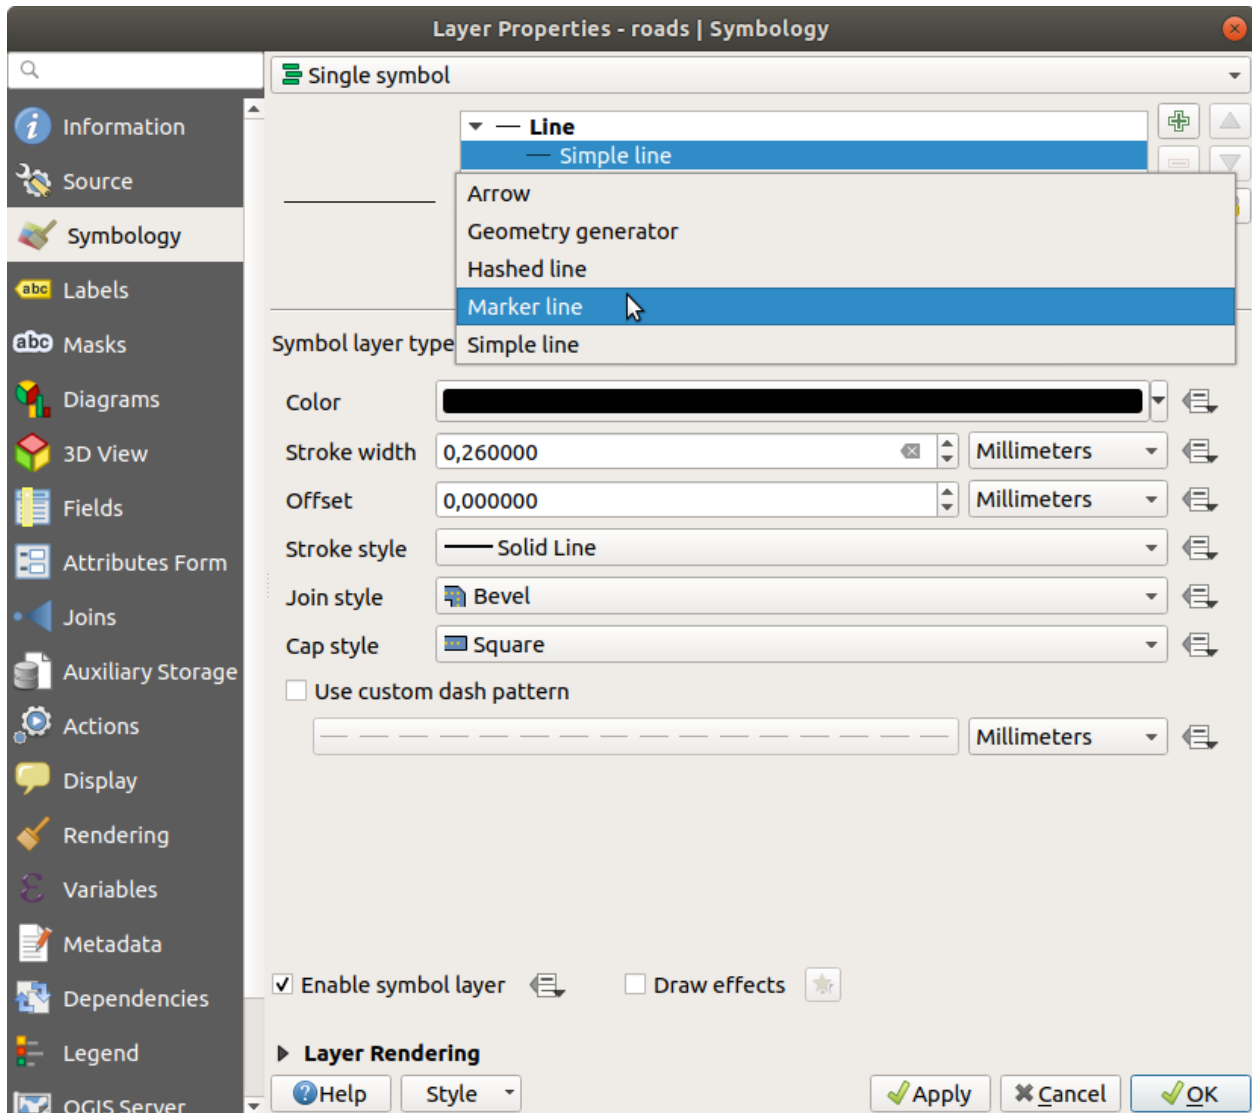 Layer Properties - roads | Symbology
Single symbol
Information
Source
Symbology
Labels
Masks
Diagrams
3D View
Fields
Attributes Form
Joins
Auxiliary Storage
Actions
Display
Rendering
Variables
Metadata
Dependencies
Legend
QGIS Server
abc
abc
Line
Simple line
Arrow
Geometry generator
Hashed line
Marker line
Simple line
Symbol layer type
Color
Stroke width 0,260000 Millimeters
Offset 0,000000 Millimeters
Stroke style Solid Line
Join style Bevel
Cap style Square
Use custom dash pattern
Millimeters
Enable symbol layer Draw effects
Layer Rendering
Help Style Apply Cancel OK